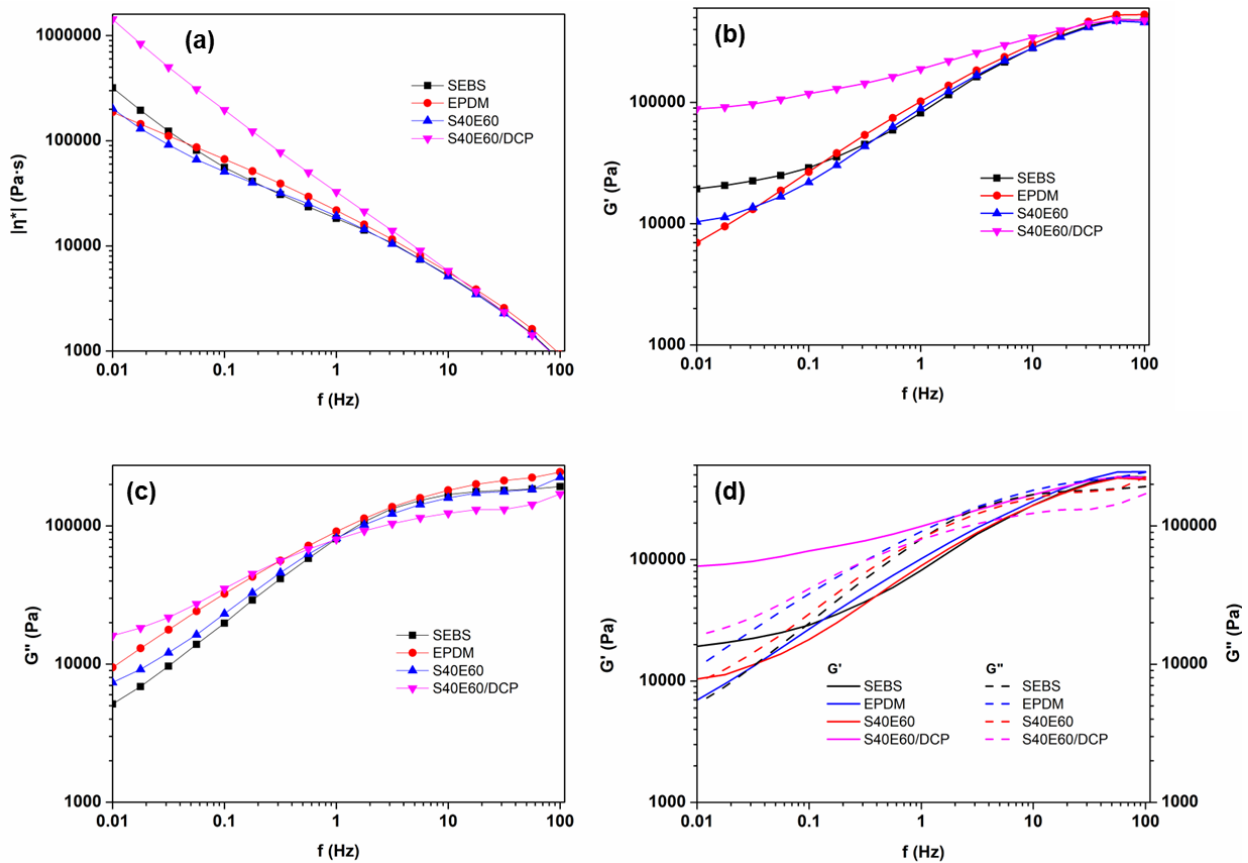 (a)
|η*| (Pa·s)
1000000
100000
10000
1000
SEBS
EPDM
S40E60
S40E60/DCP
0.01 0.1 1 10 100
f (Hz)
(b)
G' (Pa)
100000
10000
1000
SEBS
EPDM
S40E60
S40E60/DCP
0.01 0.1 1 10 100
f (Hz)
(c)
G" (Pa)
100000
10000
1000
SEBS
EPDM
S40E60
S40E60/DCP
0.01 0.1 1 10 100
f (Hz)
(d)
G' (Pa)
100000
10000
1000
G' G"
SEBS SEBS
EPDM EPDM
S40E60 S40E60
S40E60/DCP S40E60/DCP
100000
10000
1000
G" (Pa)
0.01 0.1 1 10 100
f (Hz)